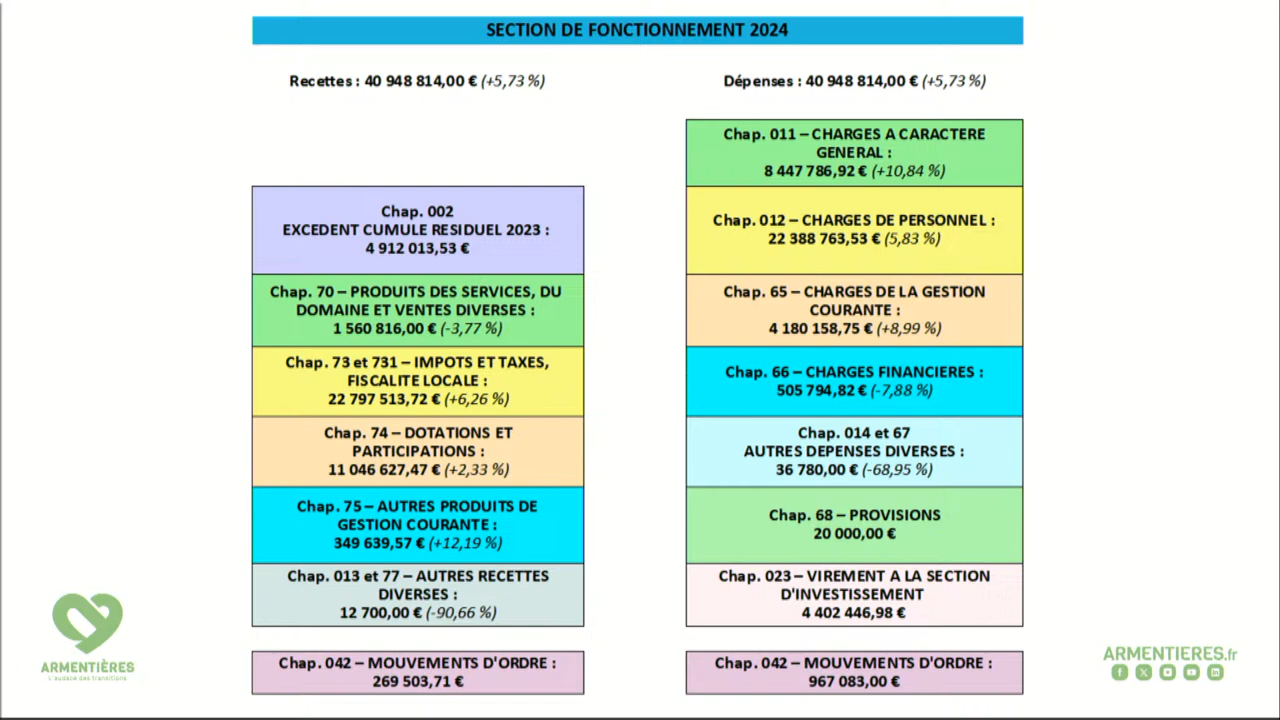 SECTION DE FONCTIONNEMENT 2024
Recettes : 40 948 814,00 € (+5,73 %)
Chap. 002
EXCEDENT CUMULE RESIDUEL 2023 :
4 912 013,53 €
Chap. 70 – PRODUITS DES SERVICES, DU
DOMAINE ET VENTES DIVERSES :
1 560 816,00 € (-3,77 %)
Chap. 73 et 731 – IMPOTS ET TAXES,
FISCALITE LOCALE :
22 797 513,72 € (+6,26 %)
Chap. 74 – DOTATIONS ET
PARTICIPATIONS :
11 046 627,47 € (+2,33 %)
Chap. 75 – AUTRES PRODUITS DE
GESTION COURANTE :
349 639,57 € (+12,19 %)
Chap. 013 et 77 – AUTRES RECETTES
DIVERSES :
12 700,00 € (-90,66 %)
Chap. 042 – MOUVEMENTS D'ORDRE :
269 503,71 €
Dépenses : 40 948 814,00 € (+5,73 %)
Chap. 011 – CHARGES A CARACTERE
GENERAL :
8 447 786,92 € (+10,84 %)
Chap. 012 – CHARGES DE PERSONNEL :
22 388 763,53 € (5,83 %)
Chap. 65 – CHARGES DE LA GESTION
COURANTE :
4 180 158,75 € (+8,99 %)
Chap. 66 – CHARGES FINANCIERES :
505 794,82 € (-7,88 %)
Chap. 014 et 67
AUTRES DEPENSES DIVERSES :
36 780,00 € (-68,95 %)
Chap. 68 – PROVISIONS
20 000,00 €
Chap. 023 – VIREMENT A LA SECTION
D'INVESTISSEMENT
4 402 446,98 €
Chap. 042 – MOUVEMENTS D'ORDRE :
967 083,00 €
ARMENTIÈRES
L'audace des transitions
ARMENTIERES.fr